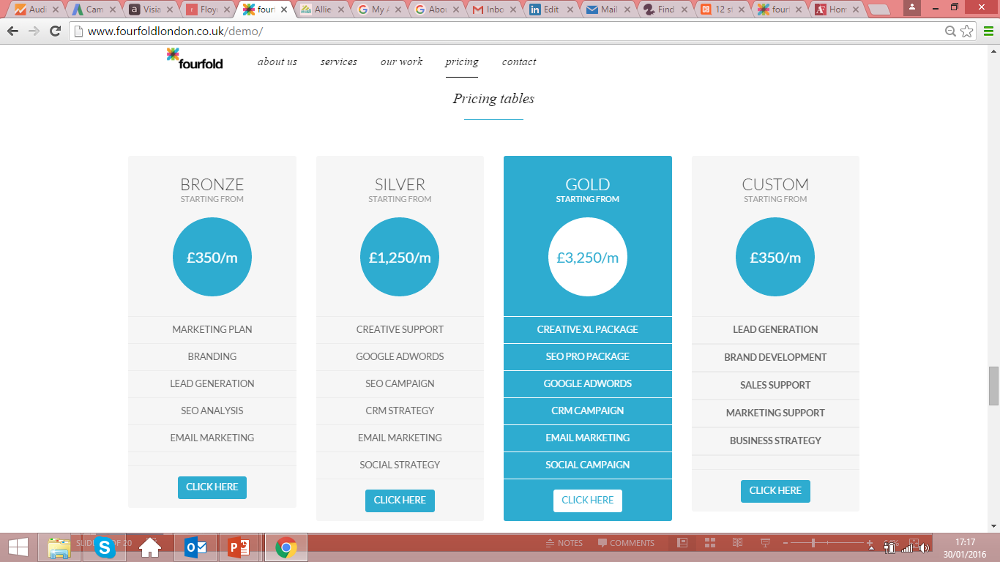 Audi
Cam
Visia
Floy
four
Allie
My A
Abou
Inbo
Edit
Mail
Find
12 st
four
Hom
www.fourfoldlondon.co.uk/demo/
fourfold
about us
services
our work
pricing
contact
Pricing tables
BRONZE
STARTING FROM
£350/m
MARKETING PLAN
BRANDING
LEAD GENERATION
SEO ANALYSIS
EMAIL MARKETING
CLICK HERE
SILVER
STARTING FROM
£1,250/m
CREATIVE SUPPORT
GOOGLE ADWORDS
SEO CAMPAIGN
CRM STRATEGY
EMAIL MARKETING
SOCIAL STRATEGY
CLICK HERE
GOLD
STARTING FROM
£3,250/m
CREATIVE XL PACKAGE
SEO PRO PACKAGE
GOOGLE ADWORDS
CRM CAMPAIGN
EMAIL MARKETING
SOCIAL CAMPAIGN
CLICK HERE
CUSTOM
STARTING FROM
£350/m
LEAD GENERATION
BRAND DEVELOPMENT
SALES SUPPORT
MARKETING SUPPORT
BUSINESS STRATEGY
CLICK HERE
OF 20
NOTES
COMMENTS
17:17
30/01/2016